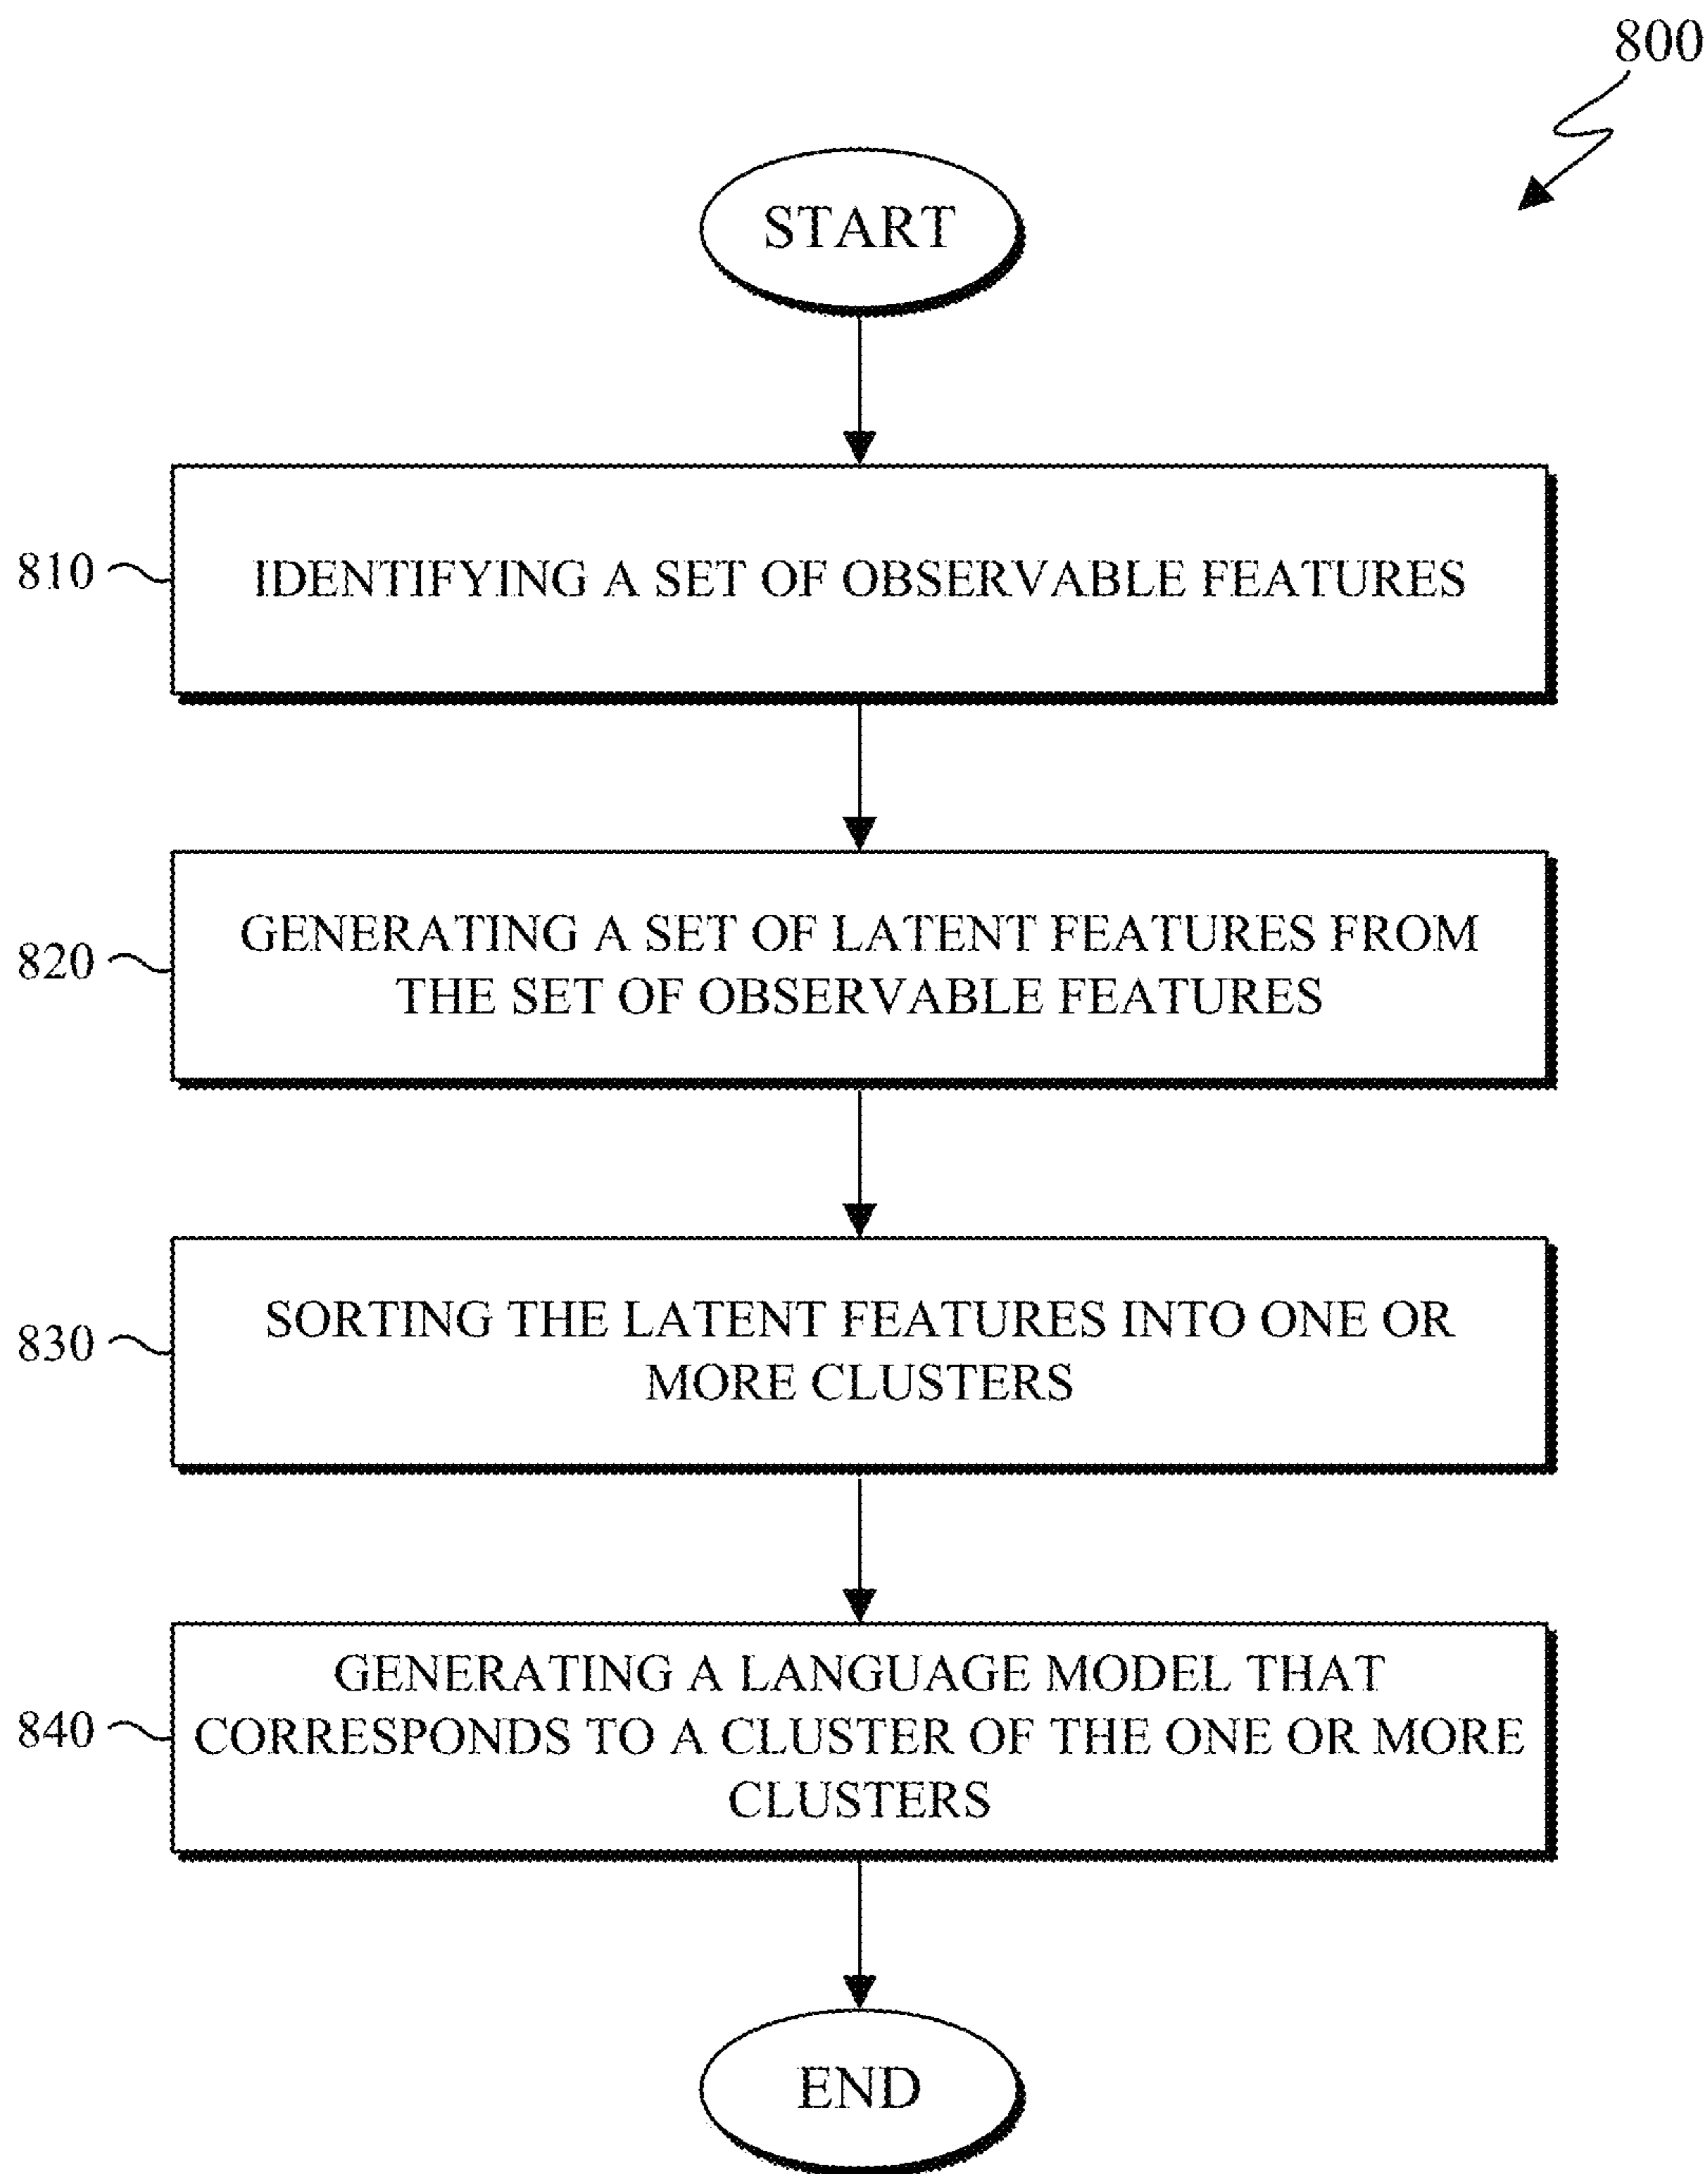 800
START
810
IDENTIFYING A SET OF OBSERVABLE FEATURES
820
GENERATING A SET OF LATENT FEATURES FROM
THE SET OF OBSERVABLE FEATURES
830
SORTING THE LATENT FEATURES INTO ONE OR
MORE CLUSTERS
840
GENERATING A LANGUAGE MODEL THAT
CORRESPONDS TO A CLUSTER OF THE ONE OR MORE
CLUSTERS
END